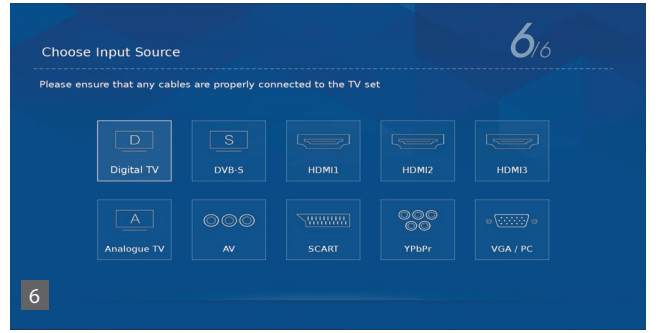 Choose Input Source
6/6
Please ensure that any cables are properly connected to the TV set
D
S
Digital TV
DVB-S
HDMI1
HDMI2
HDMI3
A
Analogue TV
AV
SCART
YPbPr
VGA / PC
6